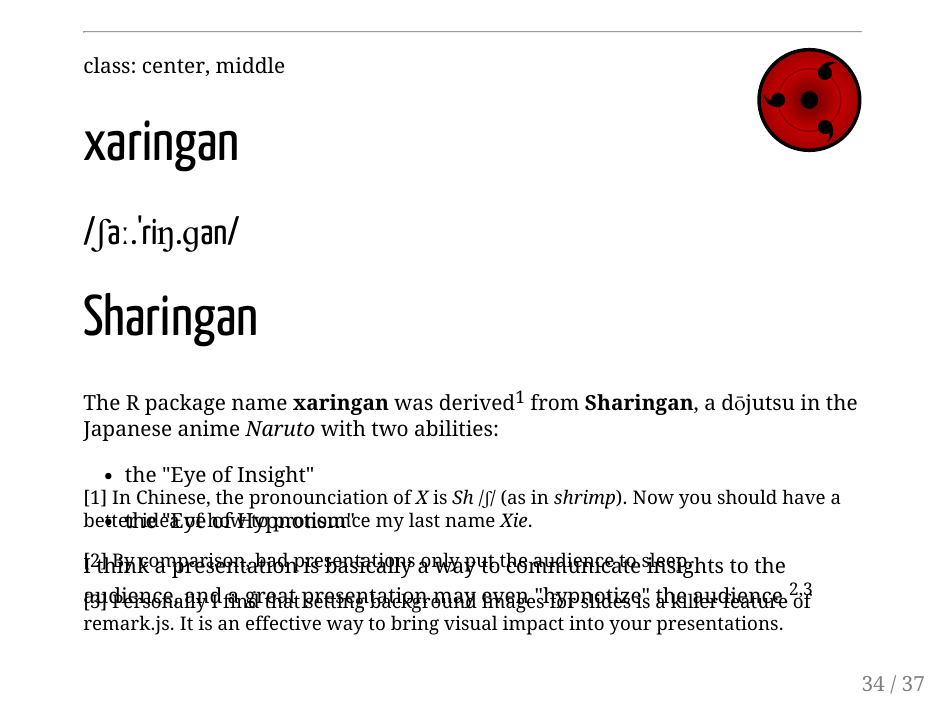 class: center, middle
xaringan
/ʃaː.ˈriŋ.ɡan/
Sharingan
The R package name xaringan was derived1 from Sharingan, a dōjutsu in the
Japanese anime Naruto with two abilities:
• the "Eye of Insight"
• the "Eye of Hypnotism"
I think a presentation is basically a way to communicate insights to the
audience, and a great presentation may even "hypnotize" the audience.2,3
[1] In Chinese, the pronounciation of X is Sh /ʃ/ (as in shrimp). Now you should have a
better idea of how to pronounce my last name Xie.
[2] By comparison, bad presentations only put the audience to sleep.
[3] Personally I find that setting background images for slides is a killer feature of
remark.js. It is an effective way to bring visual impact into your presentations.
34 / 37